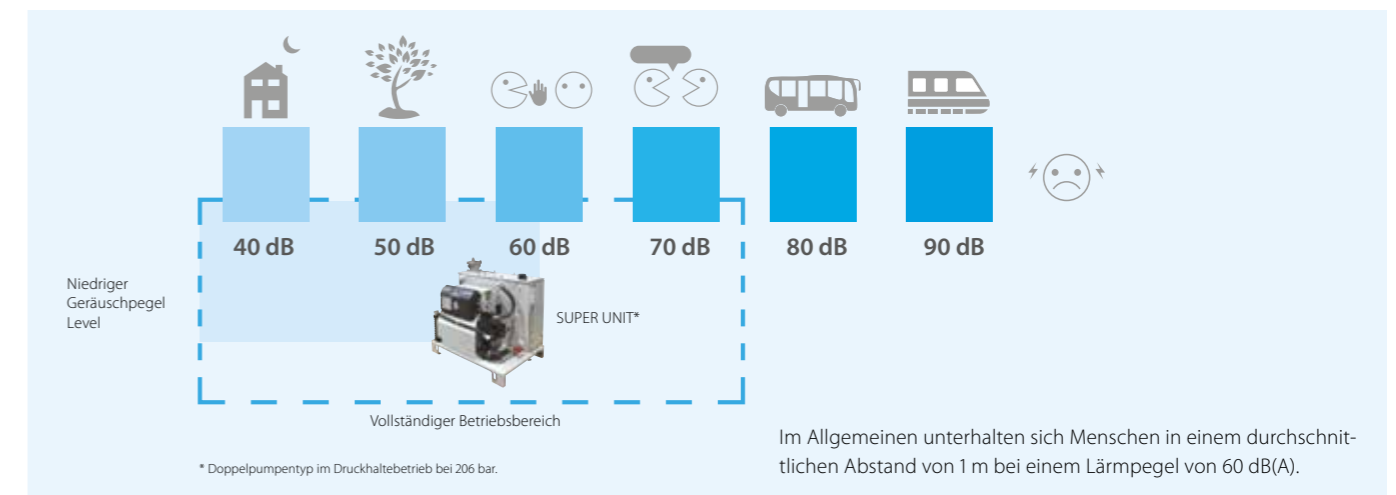 40 dB
50 dB
60 dB
70 dB
80 dB
90 dB
Niedriger
Geräuschpegel
Level
SUPER UNIT*
Vollständiger Betriebsbereich
* Doppelpumpentyp im Druckhaltebetrieb bei 206 bar.
Im Allgemeinen unterhalten sich Menschen in einem durchschnit-
tlichen Abstand von 1 m bei einem Lärmpegel von 60 dB(A).